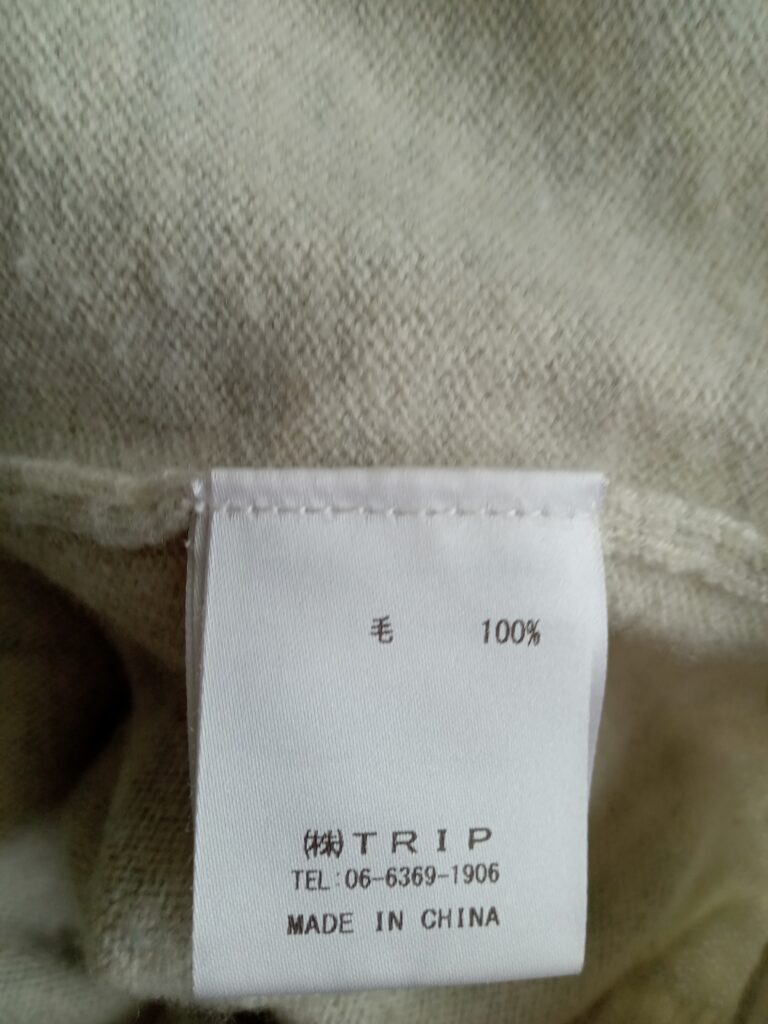 毛 100%
㈱TRIP
TEL:06-6369-1906
MADE IN CHINA